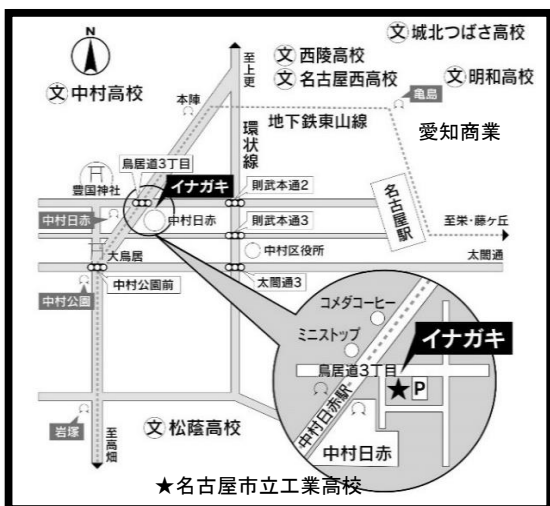 文 城北つばさ高校
N
文 西陵高校
文 名古屋西高校
文 明和高校
至上更
文 中村高校
亀島
本陣
地下鉄東山線
愛知商業
環状線
鳥居道3丁目
豊国神社
イナガキ
則武本通2
名古屋駅
中村日赤
中村日赤
則武本通3
至栄・藤ヶ丘
大鳥居
中村区役所
太閤通
中村公園前
太閤通3
中村公園
コメダコーヒー
ミニストップ
イナガキ
鳥居道3丁目
★P
中村日赤駅
岩塚
至高畑
文 松蔭高校
中村日赤
★名古屋市立工業高校